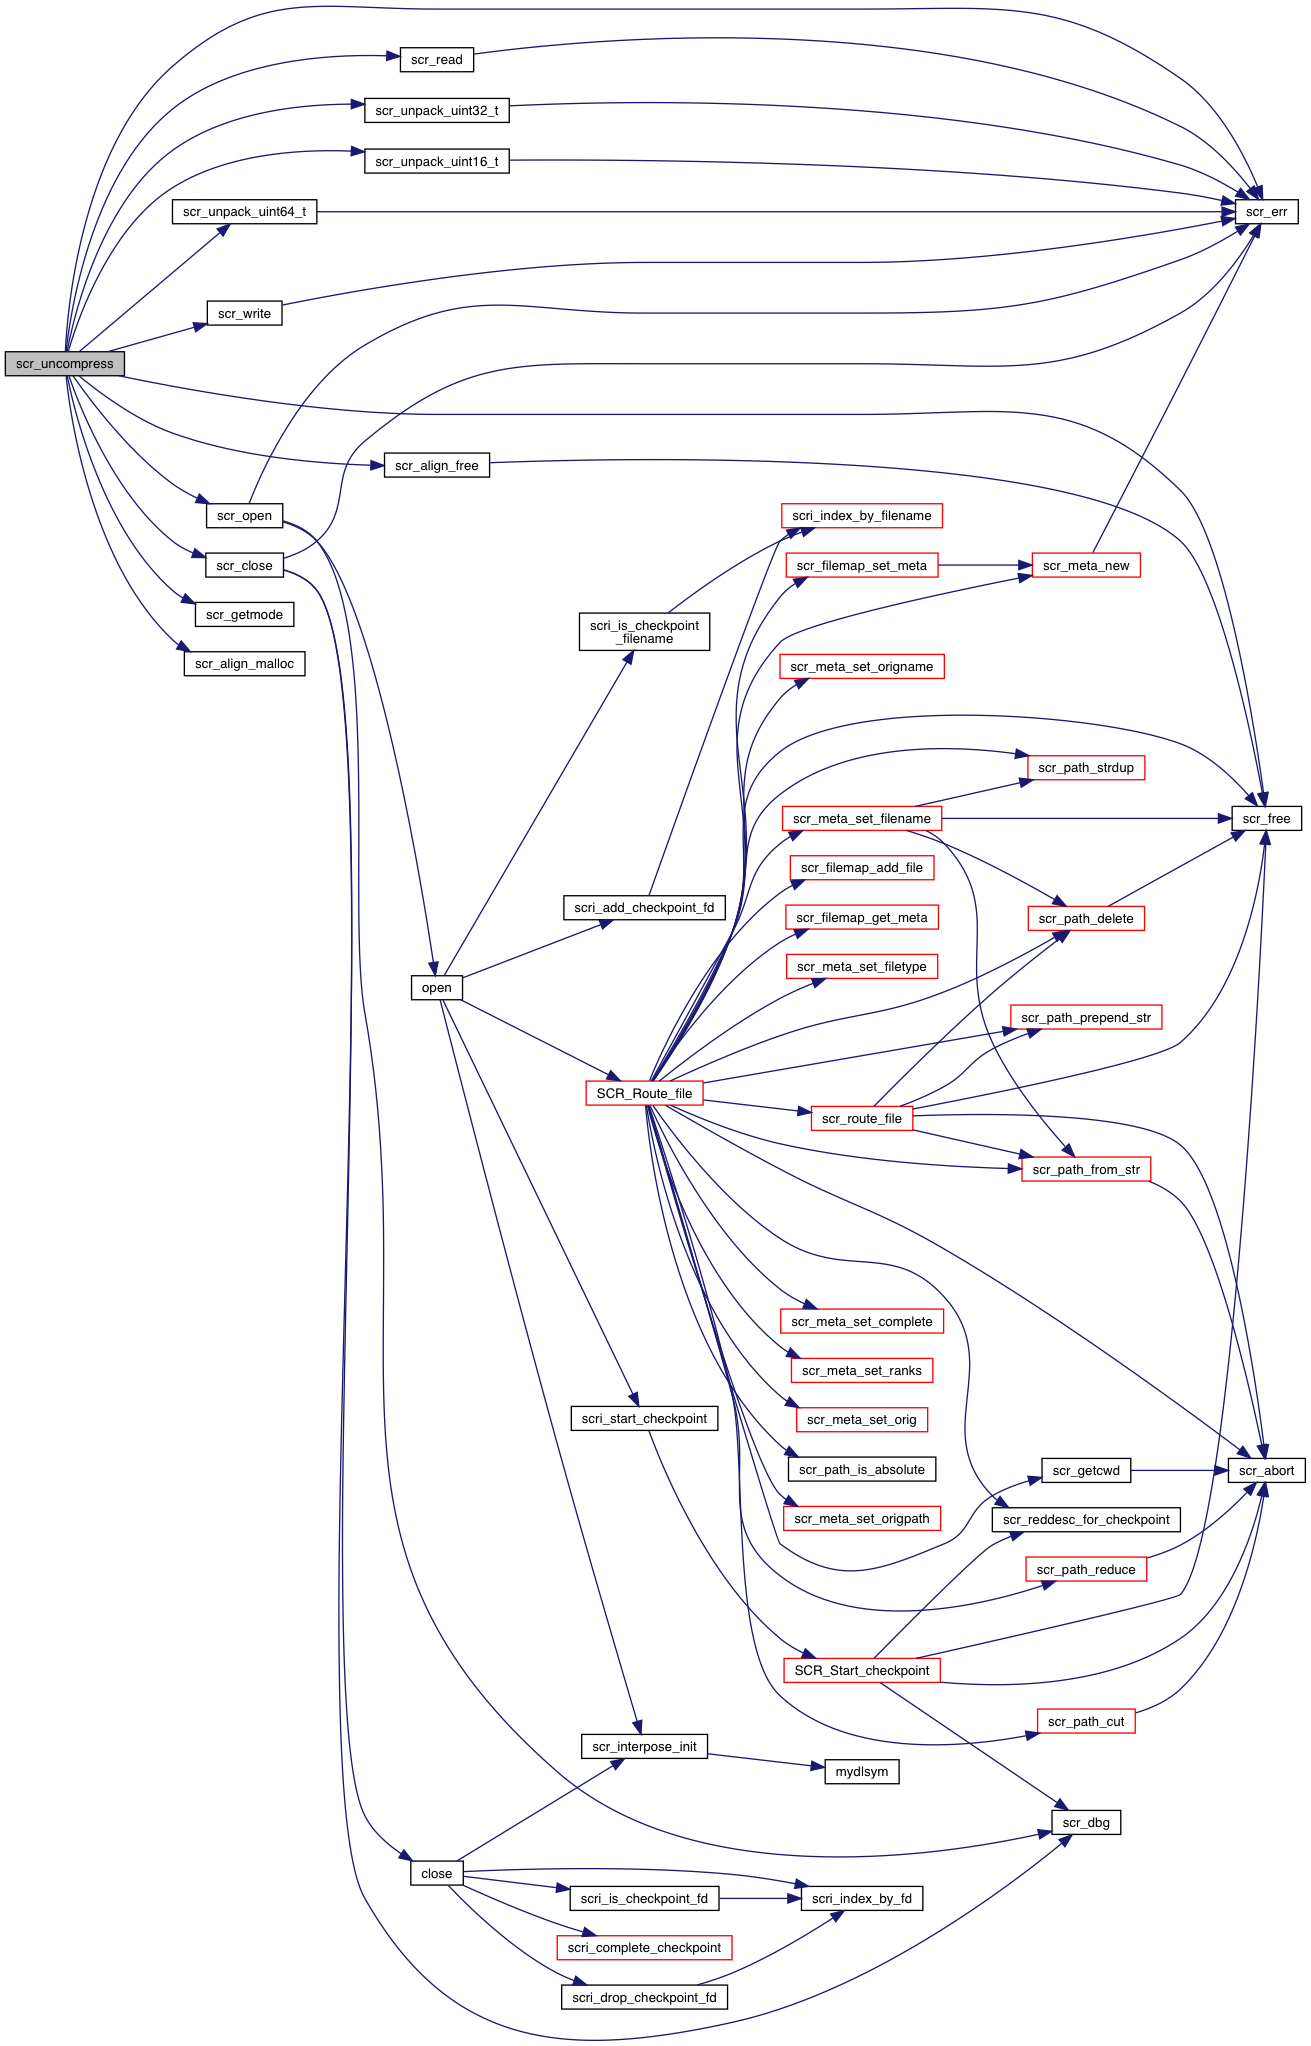 scr_read
scr_unpack_uint32_t
scr_unpack_uint16_t
scr_unpack_uint64_t
scr_err
scr_write
scr_uncompress
scr_align_free
scr_open
scri_index_by_filename
scr_close
scr_filemap_set_meta
scr_meta_new
scr_getmode
scri_is_checkpoint
_filename
scr_align_malloc
scr_meta_set_origname
scr_path_strdup
scr_meta_set_filename
scr_free
scr_filemap_add_file
scri_add_checkpoint_fd
scr_filemap_get_meta
scr_path_delete
scr_meta_set_filetype
open
scr_path_prepend_str
SCR_Route_file
scr_route_file
scr_path_from_str
scr_meta_set_complete
scr_meta_set_ranks
scri_start_checkpoint
scr_meta_set_orig
scr_path_is_absolute
scr_getcwd
scr_abort
scr_meta_set_origpath
scr_reddesc_for_checkpoint
scr_path_reduce
SCR_Start_checkpoint
scr_path_cut
scr_interpose_init
mydlsym
scr_dbg
close
scri_is_checkpoint_fd
scri_index_by_fd
scri_complete_checkpoint
scri_drop_checkpoint_fd